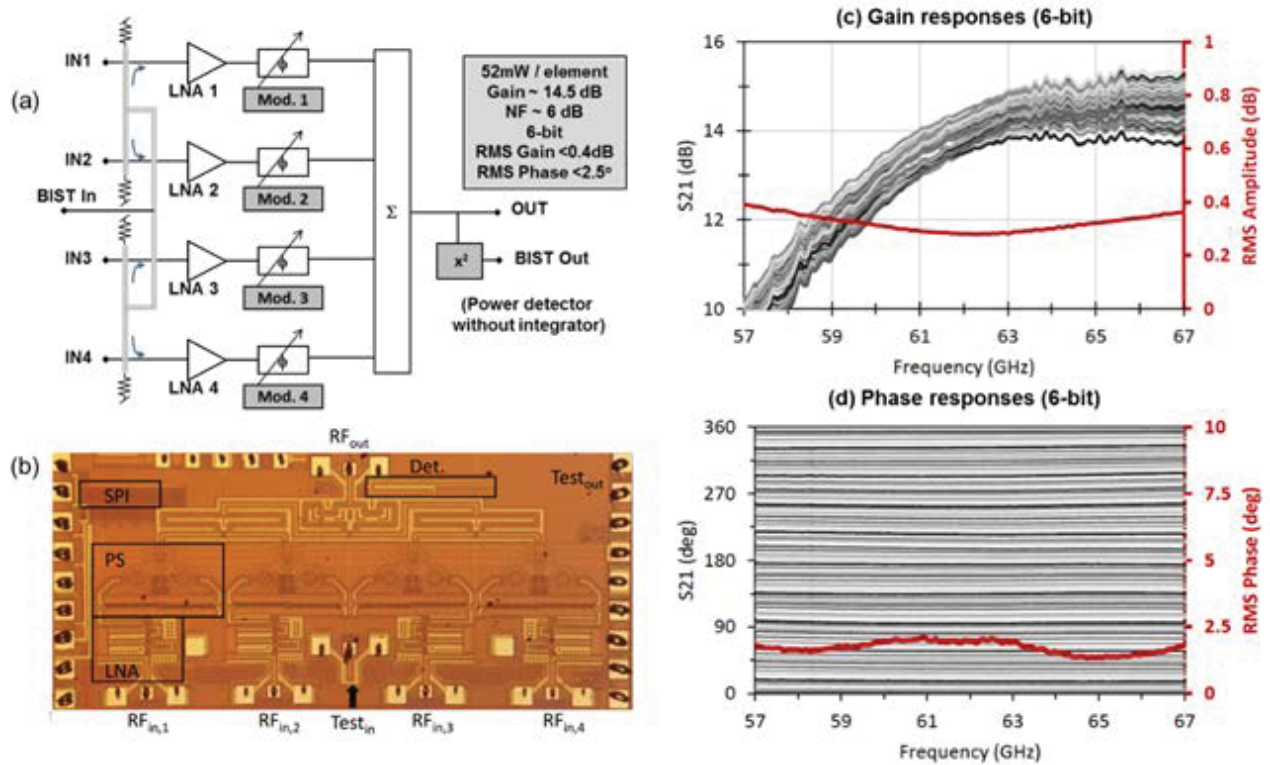 (a)
IN1
LNA 1
ϕ
Mod. 1
IN2
LNA 2
ϕ
Mod. 2
BIST In
IN3
LNA 3
ϕ
Mod. 3
IN4
LNA 4
ϕ
Mod. 4
Σ
OUT
x²
BIST Out
(Power detector
without integrator)
52mW / element
Gain ~ 14.5 dB
NF ~ 6 dB
6-bit
RMS Gain <0.4dB
RMS Phase <2.5°
(b)
RFout
Det.
Testout
SPI
PS
LNA
RFin,1
RFin,2
Testin
RFin,3
RFin,4
(c) Gain responses (6-bit)
16
14
12
10
S21 (dB)
1
0.8
0.6
0.4
0.2
0
RMS Amplitude (dB)
57 59 61 63 65 67
Frequency (GHz)
(d) Phase responses (6-bit)
360
270
180
90
0
S21 (deg)
10
7.5
5
2.5
0
RMS Phase (deg)
57 59 61 63 65 67
Frequency (GHz)